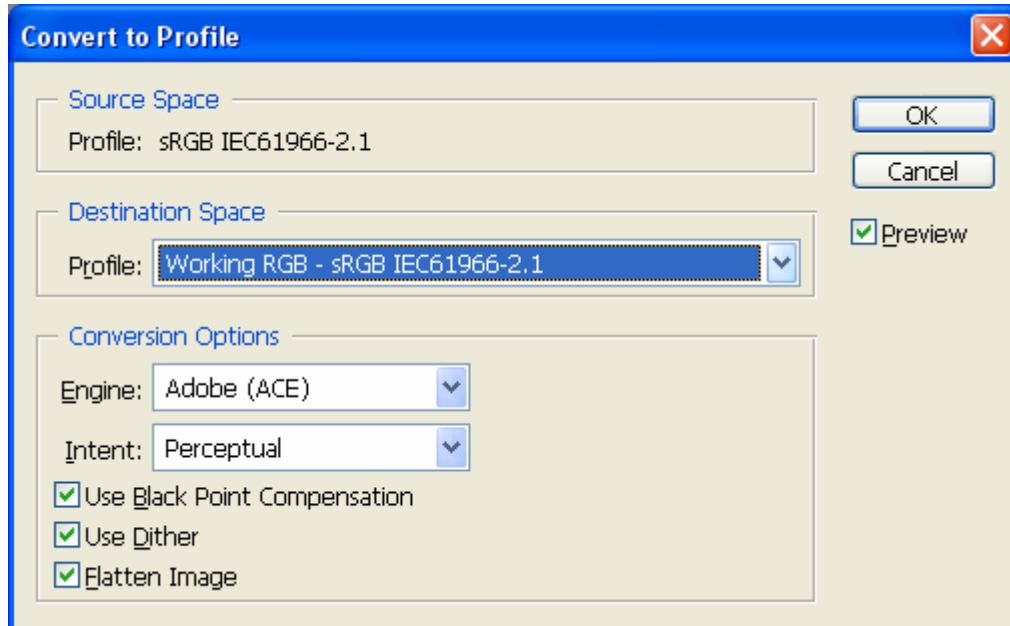 Convert to Profile
Source Space
Profile: sRGB IEC61966-2.1
OK
Cancel
Preview
Destination Space
Profile: Working RGB - sRGB IEC61966-2.1
Conversion Options
Engine: Adobe (ACE)
Intent: Perceptual
Use Black Point Compensation
Use Dither
Flatten Image